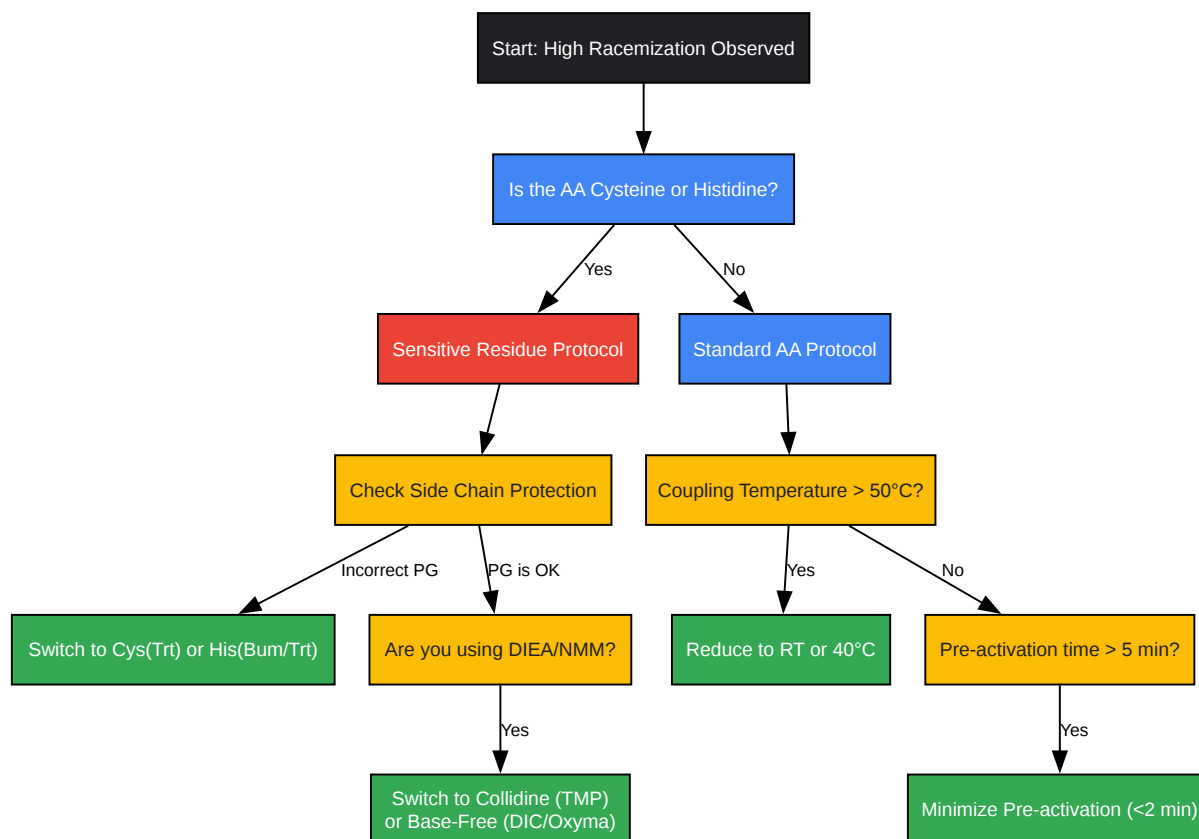 Start: High Racemization Observed
Is the AA Cysteine or Histidine?
Yes
No
Sensitive Residue Protocol
Standard AA Protocol
Check Side Chain Protection
Coupling Temperature > 50°C?
Incorrect PG
PG is OK
Yes
No
Switch to Cys(Trt) or His(Bum/Trt)
Are you using DIEA/NMM?
Reduce to RT or 40°C
Pre-activation time > 5 min?
Yes
Yes
Switch to Collidine (TMP)
or Base-Free (DIC/Oxyma)
Minimize Pre-activation (<2 min)